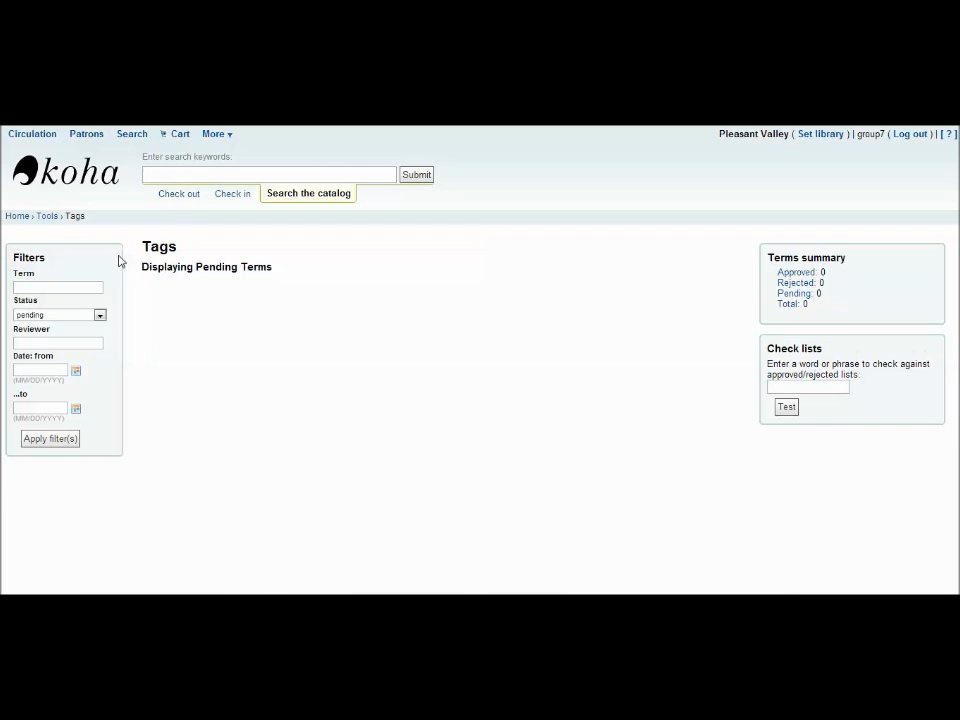 Circulation Patrons Search Cart More ▾
Pleasant Valley ( Set library ) | group7 ( Log out ) | [ ? ]
koha
Enter search keywords:
Submit
Check out Check in Search the catalog
Home › Tools › Tags
Filters
Term
Status
pending
Reviewer
Date: from
(MM/DD/YYYY)
...to
(MM/DD/YYYY)
Apply filter(s)
Tags
Displaying Pending Terms
Terms summary
Approved: 0
Rejected: 0
Pending: 0
Total: 0
Check lists
Enter a word or phrase to check against
approved/rejected lists:
Test